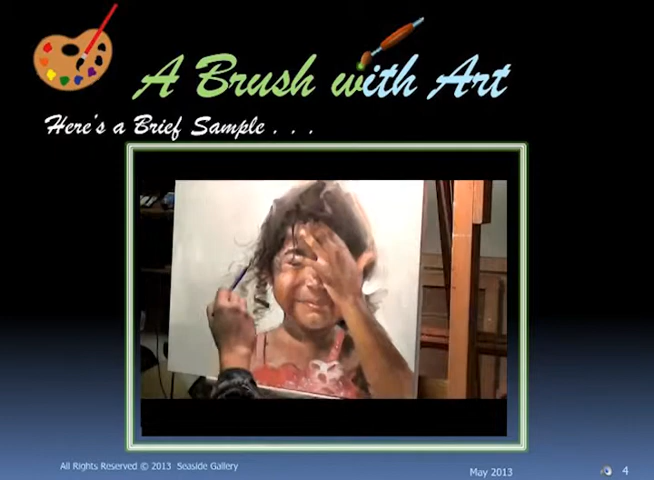 A Brush with Art
Here's a Brief Sample . . .
All Rights Reserved © 2013 Seaside Gallery
May 2013
4